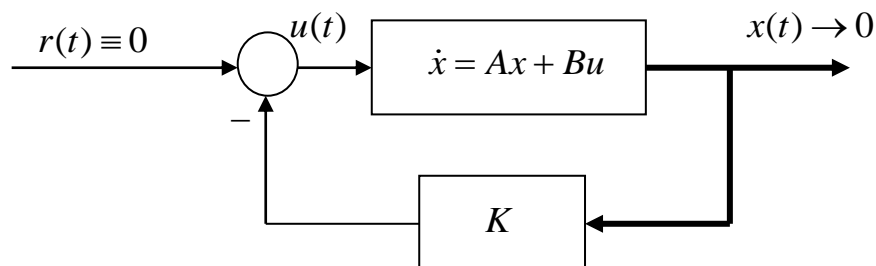 r(t) ≡ 0
u(t)
ẋ = Ax + Bu
x(t) → 0
−
K